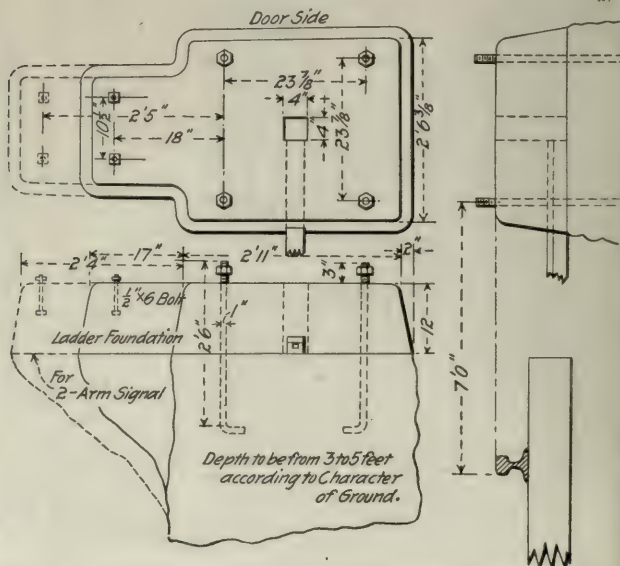 Door Side
23 7/8"
4"
10 1/2"
2'5"
4"
23 7/8"
2'6 3/8"
18"
17"
2'11"
2"
2'4"
3"
1/2"×6 Bolt
1"
2'6"
12
Ladder Foundation
For
2-Arm Signal
7'0"
Depth to be from 3 to 5 feet
according to Character
of Ground.